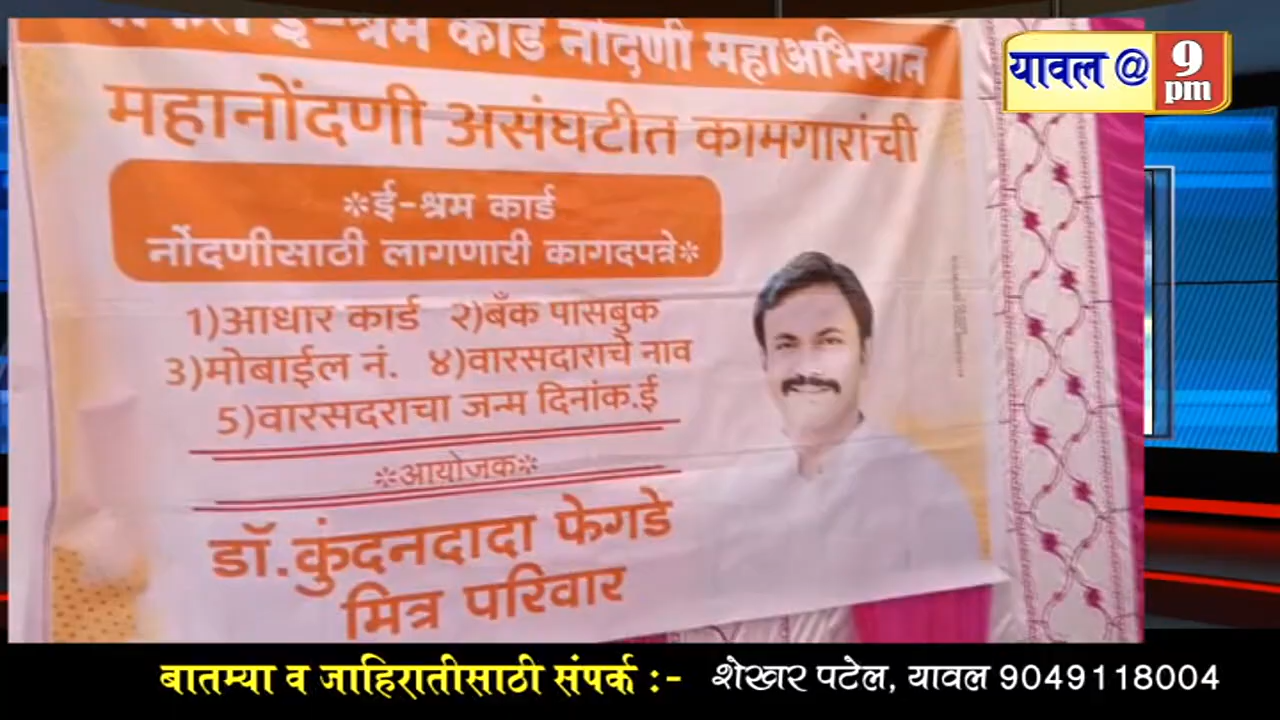 ई-श्रम कार्ड नोंदणी महाअभियान
महानोंदणी असंघटीत कामगारांची
*ई-श्रम कार्ड
नोंदणीसाठी लागणारी कागदपत्रे*
1)आधार कार्ड २)बँक पासबुक
3)मोबाईल नं. ४)वारसदाराचे नाव
5)वारसदराचा जन्म दिनांक.ई
*आयोजक*
डॉ.कुंदनदादा फेगडे
मित्र परिवार
यावल @ 9 pm
बातम्या व जाहिरातीसाठी संपर्क :- शेखर पटेल, यावल 9049118004